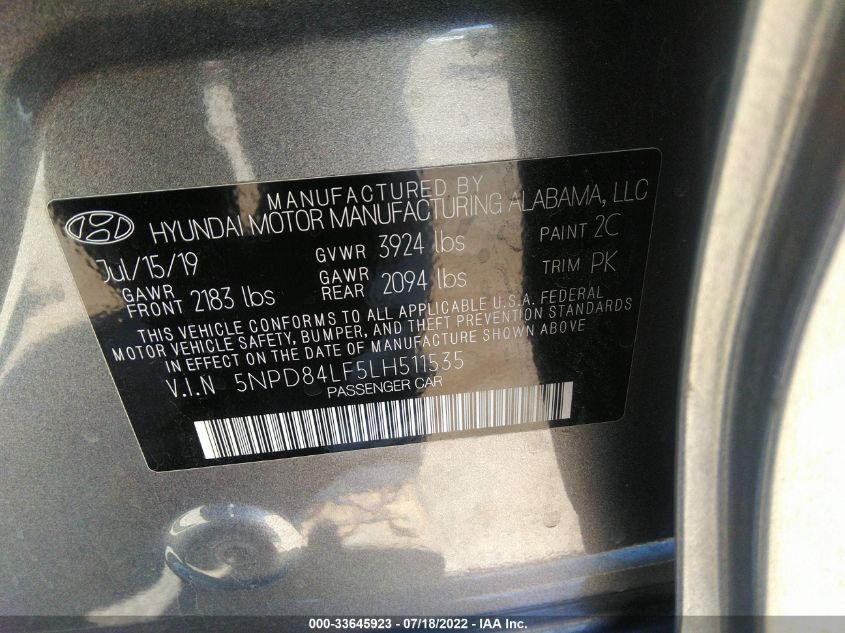 MANUFACTURED BY
HYUNDAI MOTOR MANUFACTURING ALABAMA, LLC
Jul/15/19 GVWR 3924 lbs PAINT 2C
GAWR FRONT 2183 lbs GAWR REAR 2094 lbs TRIM PK
THIS VEHICLE CONFORMS TO ALL APPLICABLE U.S.A. FEDERAL
MOTOR VEHICLE SAFETY, BUMPER, AND THEFT PREVENTION STANDARDS
IN EFFECT ON THE DATE OF MANUFACTURE SHOWN ABOVE
V.I.N 5NPD84LF5LH511535
PASSENGER CAR
000-33645923 / 07/18/2022 - IAA Inc.